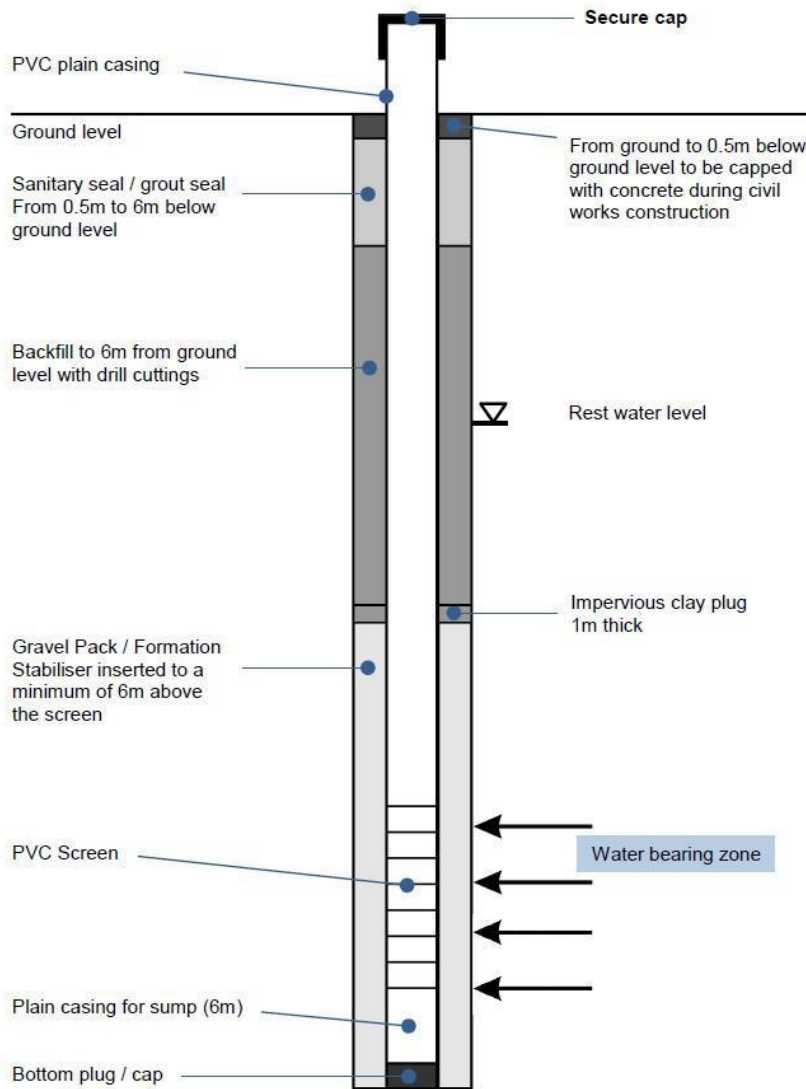 Secure cap
PVC plain casing
Ground level
From ground to 0.5m below
ground level to be capped
with concrete during civil
works construction
Sanitary seal / grout seal
From 0.5m to 6m below
ground level
Backfill to 6m from ground
level with drill cuttings
Rest water level
Impervious clay plug
1m thick
Gravel Pack / Formation
Stabiliser inserted to a
minimum of 6m above
the screen
PVC Screen
Water bearing zone
Plain casing for sump (6m)
Bottom plug / cap